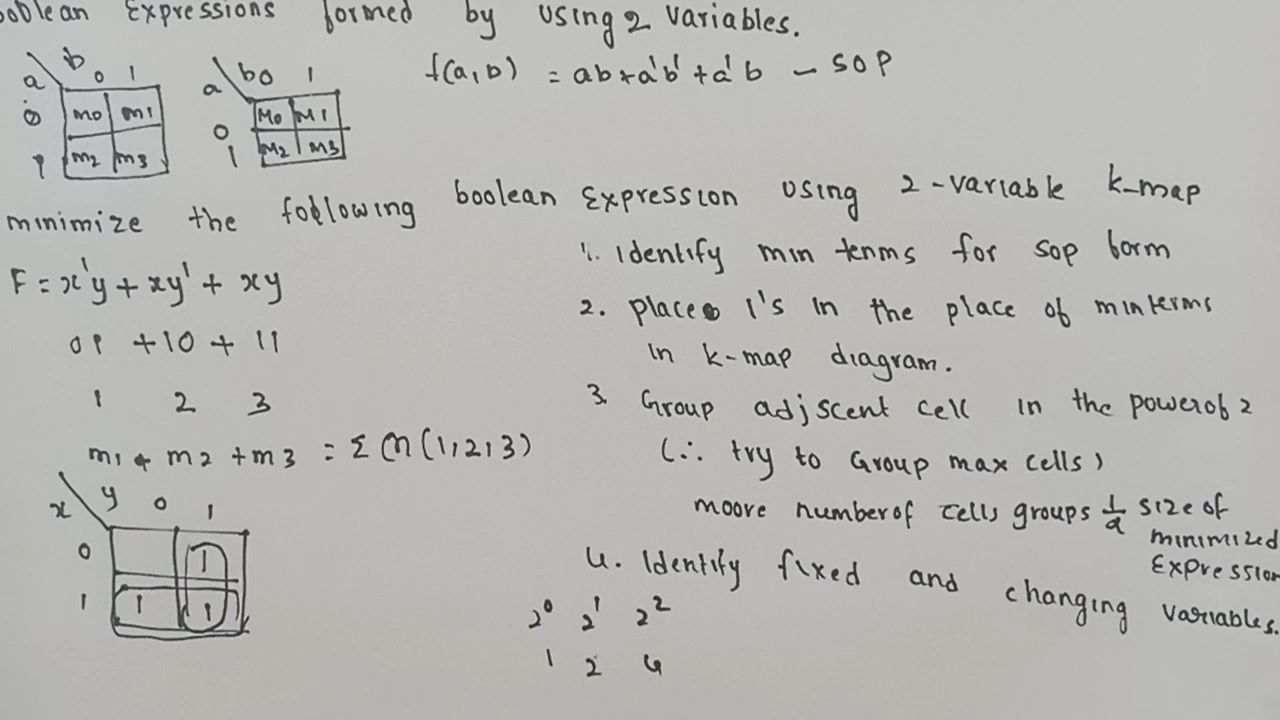 boolean Expressions formed by using 2 variables.
f(a,b) = ab+a'b'+a'b - SOP
a b 0 1
0 m0 m1
1 m2 m3
a b 0 1
0 M0 M1
1 M2 M3
minimize the following boolean Expression using 2-variable k-map
F = x'y + xy' + xy
01 + 10 + 11
1 2 3
m1 + m2 + m3 = Σ m(1,2,3)
x y 0 1
0 1
1 1 1
1. Identify min terms for sop form
2. place 1's in the place of minterms
in k-map diagram.
3. Group adjscent cell in the power of 2
(∴ try to Group max cells)
moore number of cells groups 1/a size of
minimized
Expression
4. Identify fixed and changing variables.
2⁰ 2¹ 2²
1 2 4